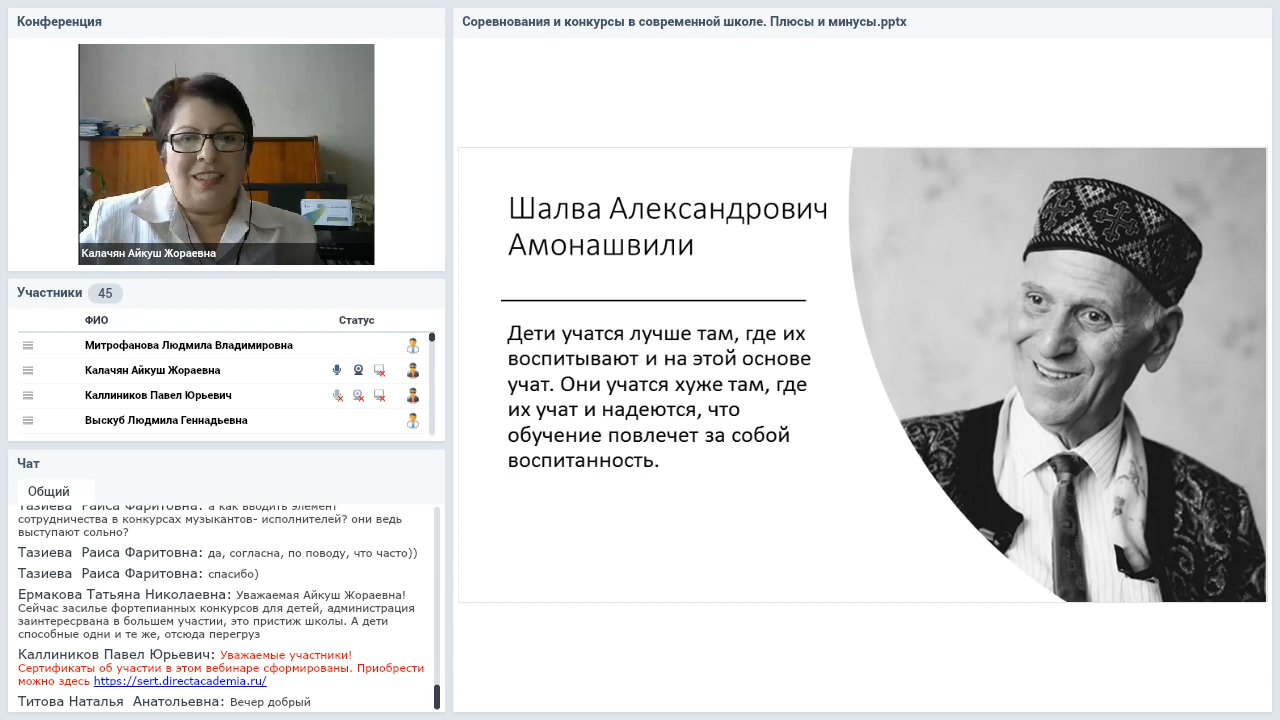 Конференция
Калачян Айкуш Жораевна
Участники 45
ФИО Статус
Митрофанова Людмила Владимировна
Калачян Айкуш Жораевна
Каллиников Павел Юрьевич
Выскуб Людмила Геннадьевна
Чат
Общий
Тазиева Раиса Фаритовна: а как вводить элемент
сотрудничества в конкурсах музыкантов- исполнителей? они ведь
выступают сольно?
Тазиева Раиса Фаритовна: да, согласна, по поводу, что часто))
Тазиева Раиса Фаритовна: спасибо)
Ермакова Татьяна Николаевна: Уважаемая Айкуш Жораевна!
Сейчас засилье фортепианных конкурсов для детей, администрация
заинтересрвана в большем участии, это пристиж школы. А дети
способные одни и те же, отсюда перегруз
Каллиников Павел Юрьевич: Уважаемые участники!
Сертификаты об участии в этом вебинаре сформированы. Приобрести
можно здесь https://sert.directacademia.ru/
Титова Наталья Анатольевна: Вечер добрый
Соревнования и конкурсы в современной школе. Плюсы и минусы.pptx
Шалва Александрович
Амонашвили
Дети учатся лучше там, где их
воспитывают и на этой основе
учат. Они учатся хуже там, где
их учат и надеются, что
обучение повлечет за собой
воспитанность.